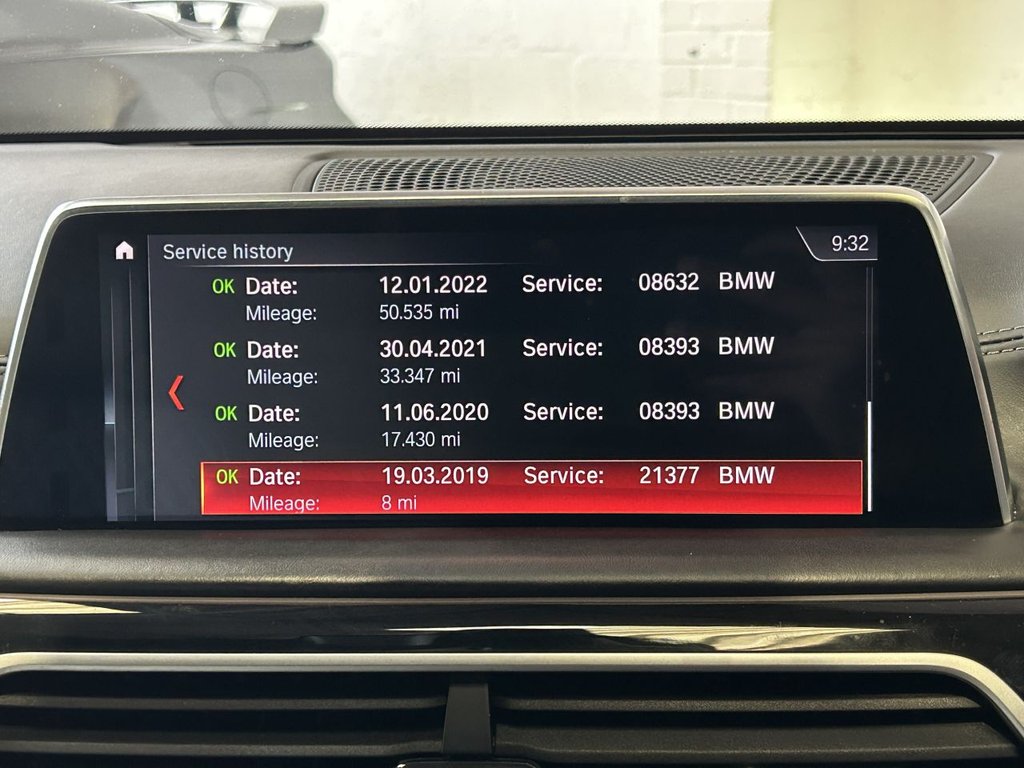 Service history 9:32
OK Date: 12.01.2022 Service: 08632 BMW
Mileage: 50.535 mi
OK Date: 30.04.2021 Service: 08393 BMW
Mileage: 33.347 mi
OK Date: 11.06.2020 Service: 08393 BMW
Mileage: 17.430 mi
OK Date: 19.03.2019 Service: 21377 BMW
Mileage: 8 mi